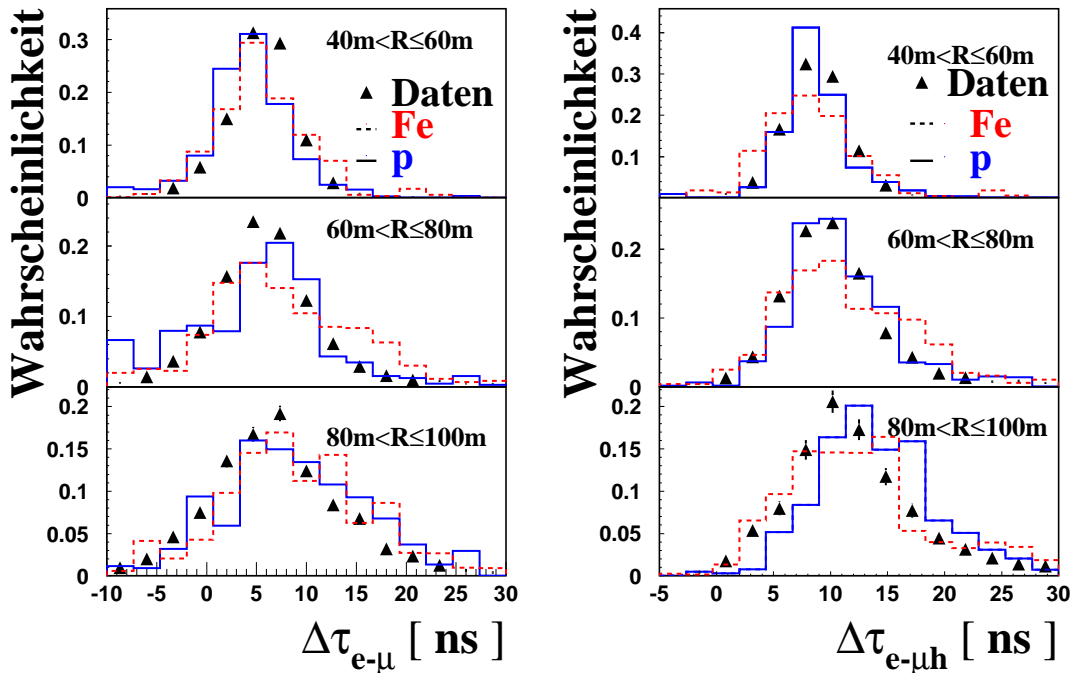 Wahrscheinlichkeit
0.3
0.2
0.1
0
40m<R≤60m
Daten
Fe
p
0.2
0.1
0
60m<R≤80m
0.2
0.15
0.1
0.05
0
80m<R≤100m
-10 -5 0 5 10 15 20 25 30
Δτe-μ [ ns ]
Wahrscheinlichkeit
0.4
0.3
0.2
0.1
0
40m<R≤60m
Daten
Fe
p
0.2
0.1
0
60m<R≤80m
0.2
0.15
0.1
0.05
0
80m<R≤100m
-5 0 5 10 15 20 25 30
Δτe-μh [ ns ]